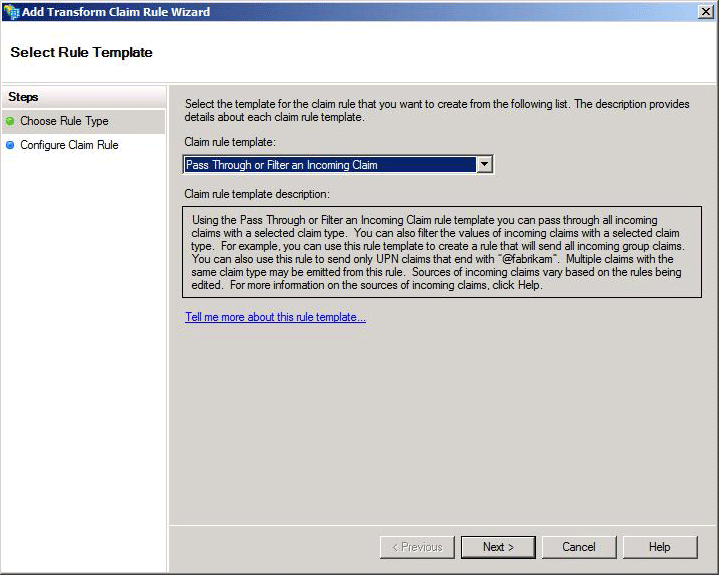 Add Transform Claim Rule Wizard
Select Rule Template
Steps
Choose Rule Type
Configure Claim Rule
Select the template for the claim rule that you want to create from the following list. The description provides
details about each claim rule template.
Claim rule template:
Pass Through or Filter an Incoming Claim
Claim rule template description:
Using the Pass Through or Filter an Incoming Claim rule template you can pass through all incoming
claims with a selected claim type. You can also filter the values of incoming claims with a selected claim
type. For example, you can use this rule template to create a rule that will send all incoming group claims.
You can also use this rule to send only UPN claims that end with "@fabrikam". Multiple claims with the
same claim type may be emitted from this rule. Sources of incoming claims vary based on the rules being
edited. For more information on the sources of incoming claims, click Help.
Tell me more about this rule template...
< Previous
Next >
Cancel
Help